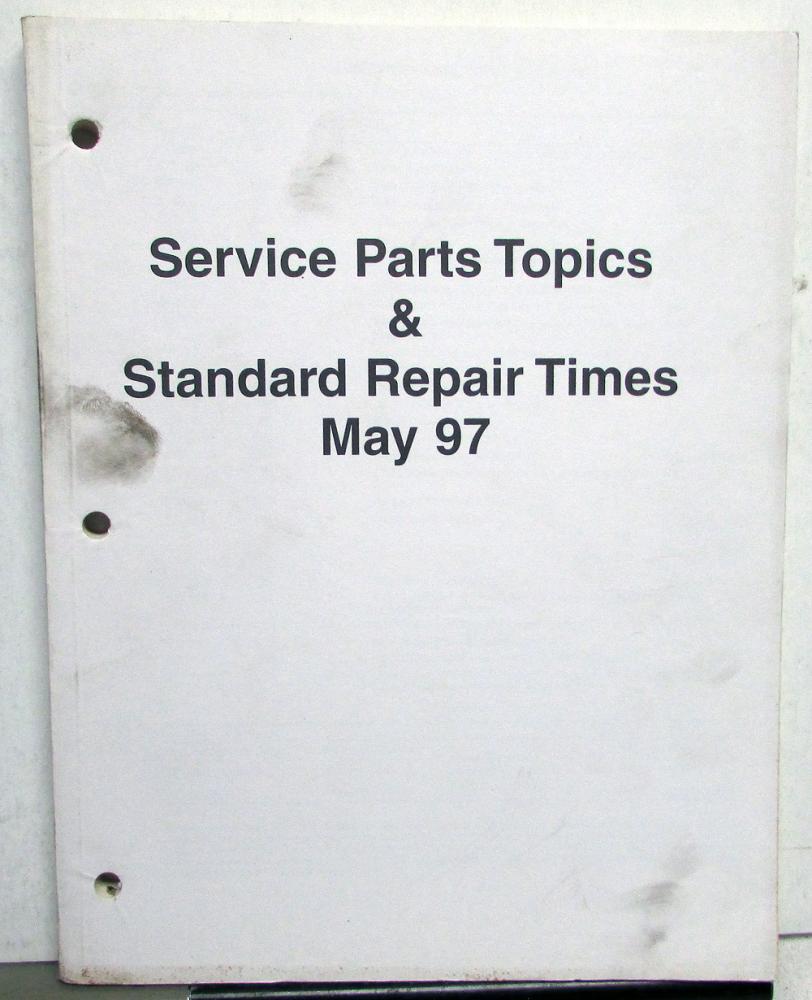 Service Parts Topics
&
Standard Repair Times
May 97